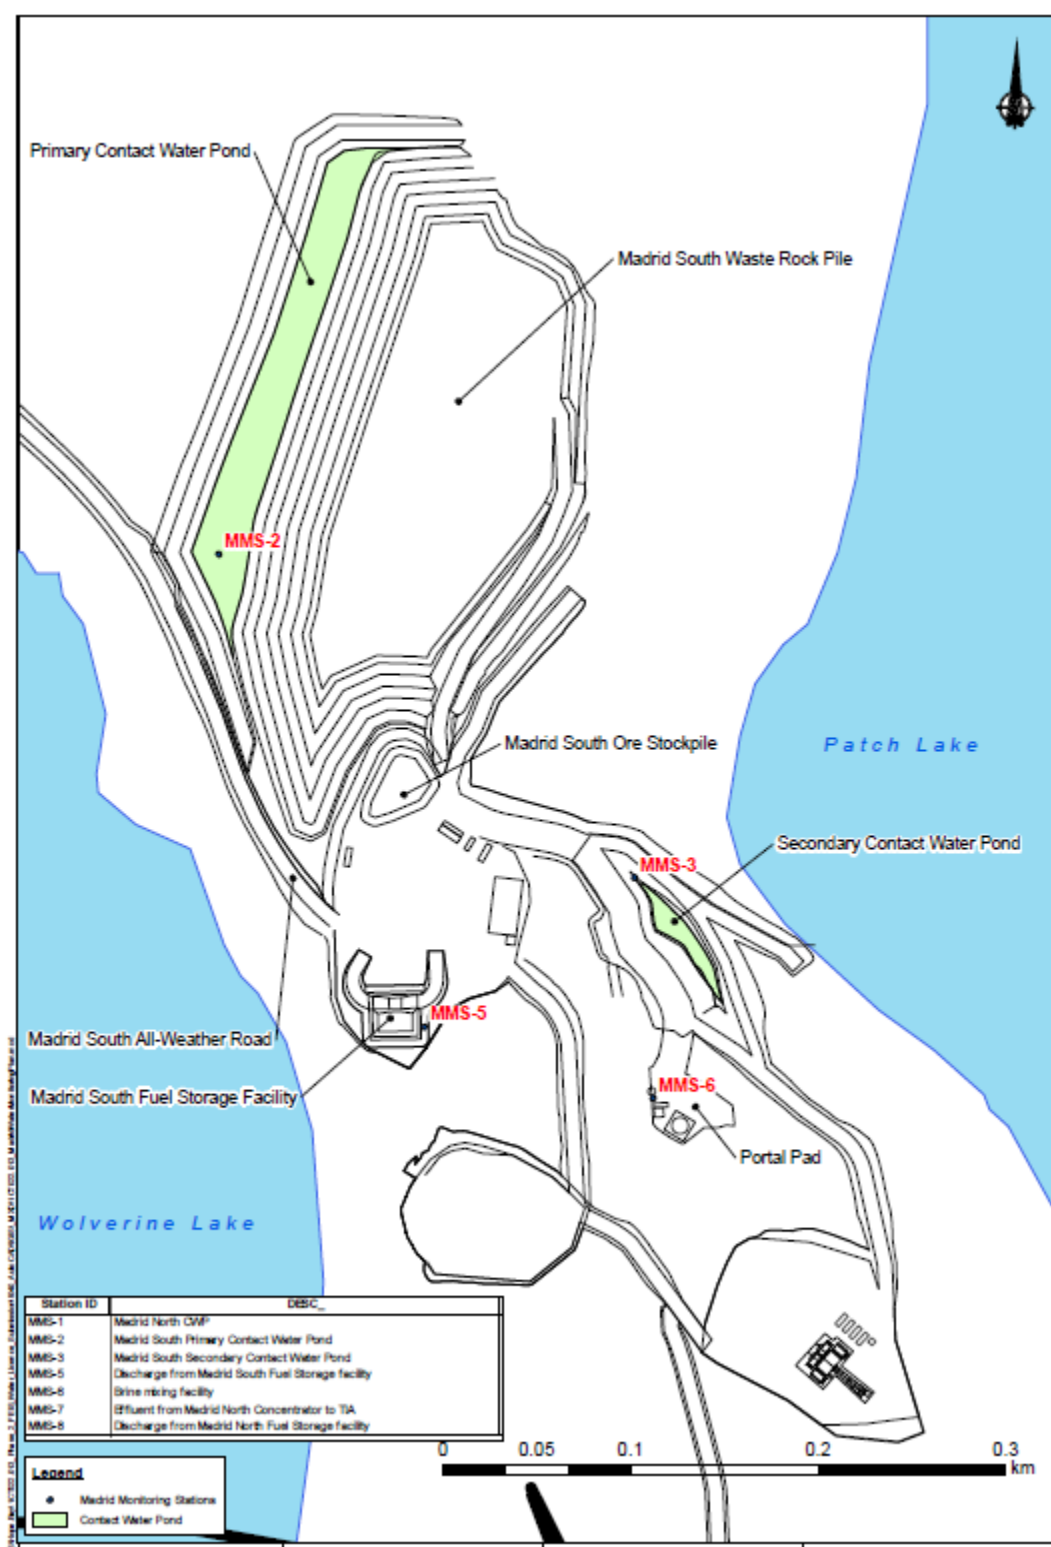 Primary Contact Water Pond
Madrid South Waste Rock Pile
MMS-2
Madrid South Ore Stockpile
Patch Lake
Secondary Contact Water Pond
MMS-3
MMS-5
Madrid South All-Weather Road
Madrid South Fuel Storage Facility
MMS-6
Portal Pad
Wolverine Lake
Station ID DESC_
MMS-1 Madrid North CWP
MMS-2 Madrid South Primary Contact Water Pond
MMS-3 Madrid South Secondary Contact Water Pond
MMS-5 Discharge from Madrid South Fuel Storage facility
MMS-6 Brine mixing facility
MMS-7 Effluent from Madrid North Concentrator to TIA
MMS-8 Discharge from Madrid North Fuel Storage facility
0 0.05 0.1 0.2 0.3
km
Legend
Madrid Monitoring Stations
Contact Water Pond